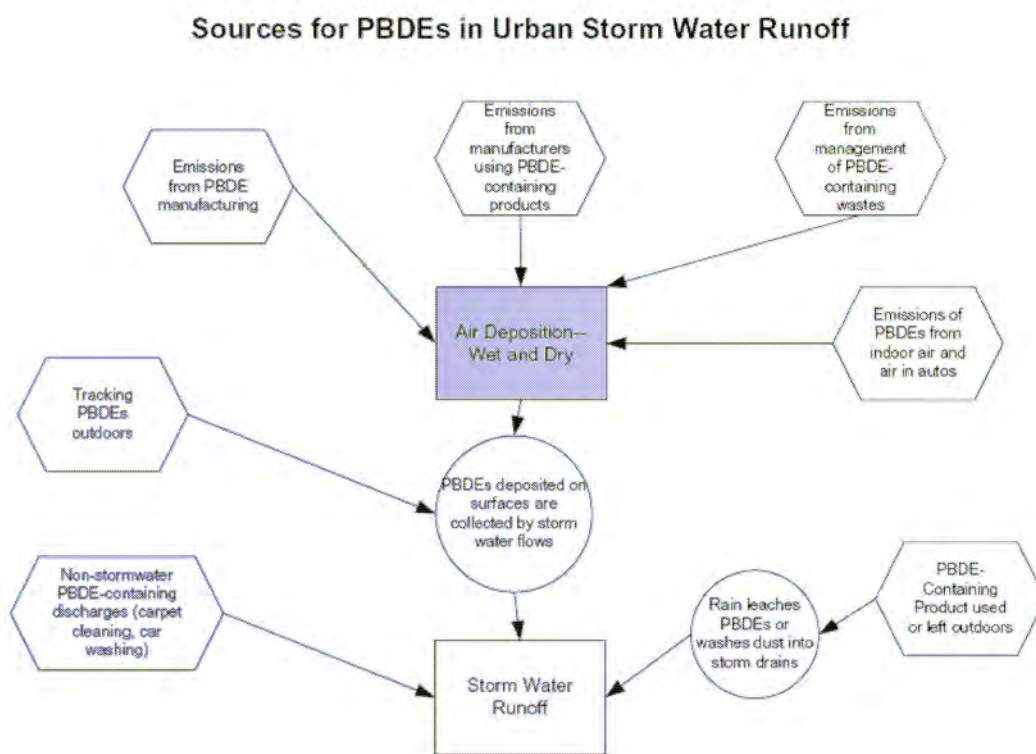 Sources for PBDEs in Urban Storm Water Runoff
Emissions
from PBDE
manufacturing
Emissions
from
manufacturers
using PBDE-
containing
products
Emissions
from
management
of PBDE-
containing
wastes
Air Deposition--
Wet and Dry
Emissions of
PBDEs from
indoor air and
air in autos
Tracking
PBDEs
outdoors
PBDEs deposited on
surfaces are
collected by storm
water flows
Non-stormwater
PBDE-containing
discharges (carpet
cleaning, car
washing)
Rain leaches
PBDEs or
washes dust into
storm drains
PBDE-
Containing
Product used
or left outdoors
Storm Water
Runoff